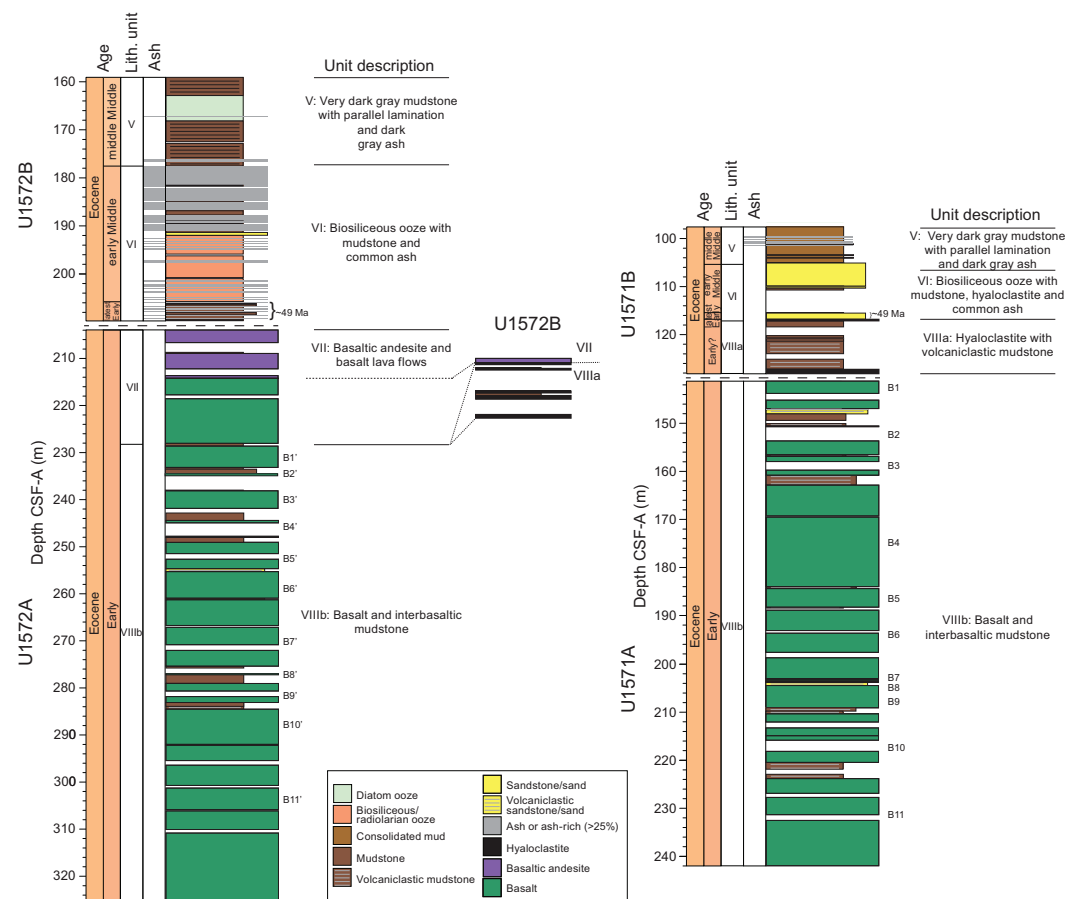 U1572B
Age
Lith. unit
Ash
Unit description
160
170
180
190
200
Eocene
middle Middle
early Middle
latest
Early
V
VI
~49 Ma
V: Very dark gray mudstone
with parallel lamination
and dark
gray ash
VI: Biosiliceous ooze with
mudstone and
common ash
Depth CSF-A (m)
U1572A
210
220
230
240
250
260
270
280
290
300
310
320
Eocene
Early
VII
VIIIb
VII: Basaltic andesite and
basalt lava flows
B1'
B2'
B3'
B4'
B5'
B6'
B7'
B8'
B9'
B10'
B11'
VIIIb: Basalt and interbasaltic
mudstone
U1572B
VII
VIIIa
Diatom ooze
Biosiliceous/
radiolarian ooze
Consolidated mud
Mudstone
Volcaniclastic mudstone
Sandstone/sand
Volcaniclastic
sandstone/sand
Ash or ash-rich (>25%)
Hyaloclastite
Basaltic andesite
Basalt
U1571B
Age
Lith. unit
Ash
Unit description
100
110
120
Eocene
middle
Middle
early
Middle
latest
Early
Early?
V
VI
VIIIa
~49 Ma
V: Very dark gray mudstone
with parallel lamination
and dark gray ash
VI: Biosiliceous ooze with
mudstone, hyaloclastite and
common ash
VIIIa: Hyaloclastite with
volcaniclastic mudstone
Depth CSF-A (m)
U1571A
150
160
170
180
190
200
210
220
230
240
Eocene
Early
VIIIb
B1
B2
B3
B4
B5
B6
B7
B8
B9
B10
B11
VIIIb: Basalt and
interbasaltic mudstone